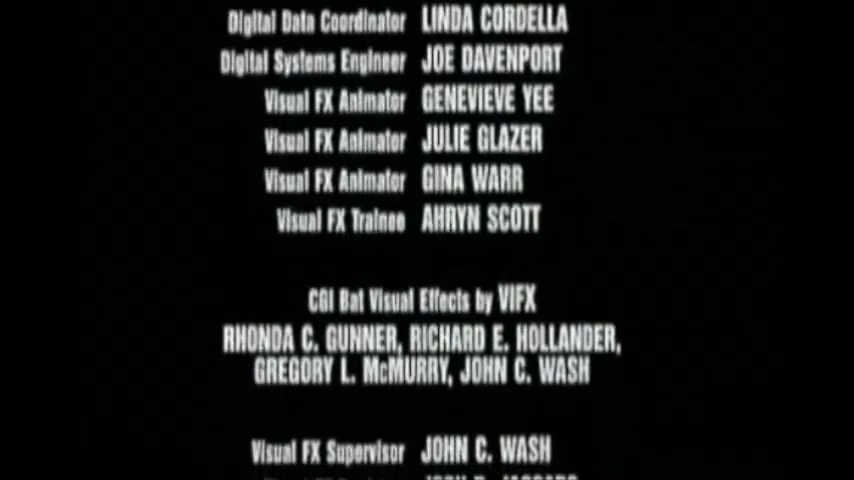 Digital Data Coordinator LINDA CORDELLA
Digital Systems Engineer JOE DAVENPORT
Visual FX Animator GENEVIEVE YEE
Visual FX Animator JULIE GLAZER
Visual FX Animator GINA WARR
Visual FX Trainee AHRYN SCOTT
CGI Bat Visual Effects by VIFX
RHONDA C. GUNNER, RICHARD E. HOLLANDER,
GREGORY L. McMURRY, JOHN C. WASH
Visual FX Supervisor JOHN C. WASH